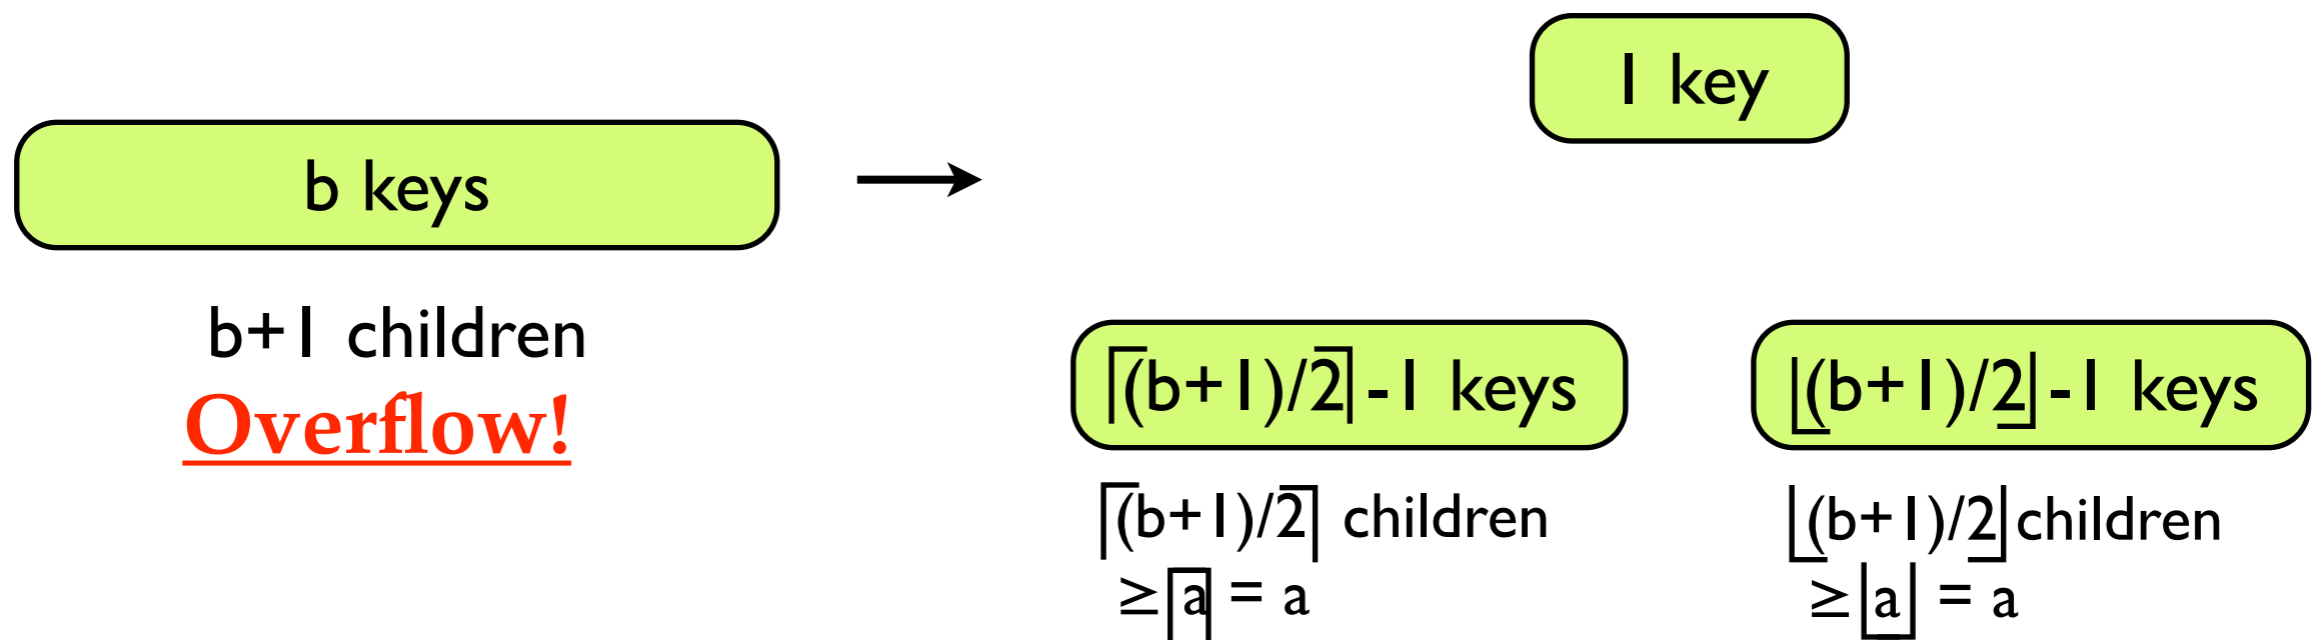 1 key
b keys
b+1 children
Overflow!
⌈(b+1)/2⌉ -1 keys
⌊(b+1)/2⌋ -1 keys
⌈(b+1)/2⌉ children
⌊(b+1)/2⌋ children
≥ ⌈a⌉ = a
≥ ⌊a⌋ = a